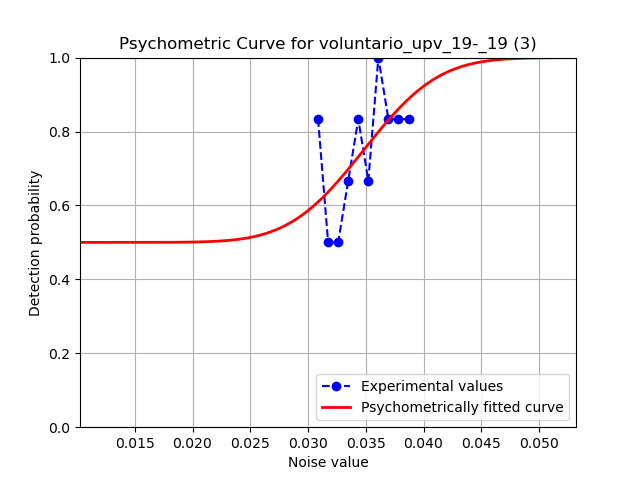 Psychometric Curve for voluntario_upv_19-_19 (3)
1.0
0.8
0.6
0.4
0.2
0.0
Detection probability
Experimental values
Psychometrically fitted curve
0.015 0.020 0.025 0.030 0.035 0.040 0.045 0.050
Noise value